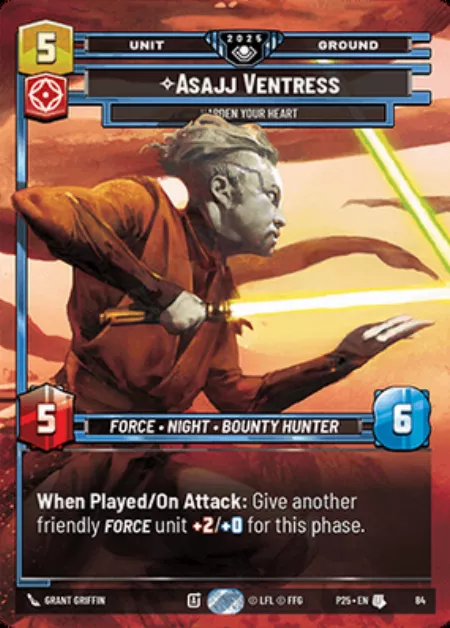 5
UNIT
2025
GROUND
ASAJJ VENTRESS
HARDEN YOUR HEART
5
FORCE • NIGHT • BOUNTY HUNTER
6
When Played/On Attack: Give another
friendly FORCE unit +2/+0 for this phase.
GRANT GRIFFIN
© LFL © FFG
P25 • EN
84